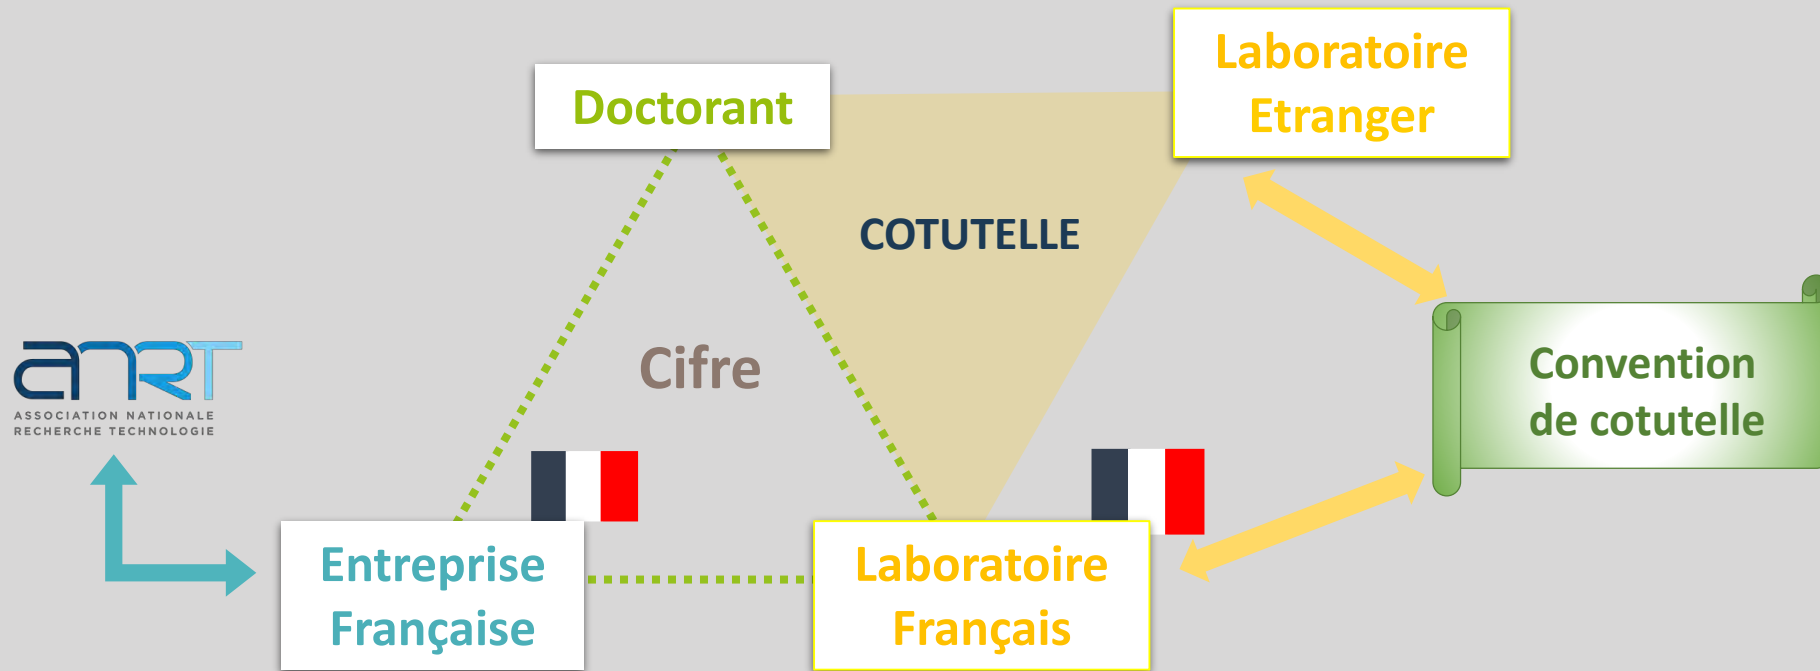 Laboratoire
Etranger
Doctorant
COTUTELLE
anrt
ASSOCIATION NATIONALE
RECHERCHE TECHNOLOGIE
Cifre
Convention
de cotutelle
Entreprise
Française
Laboratoire
Français